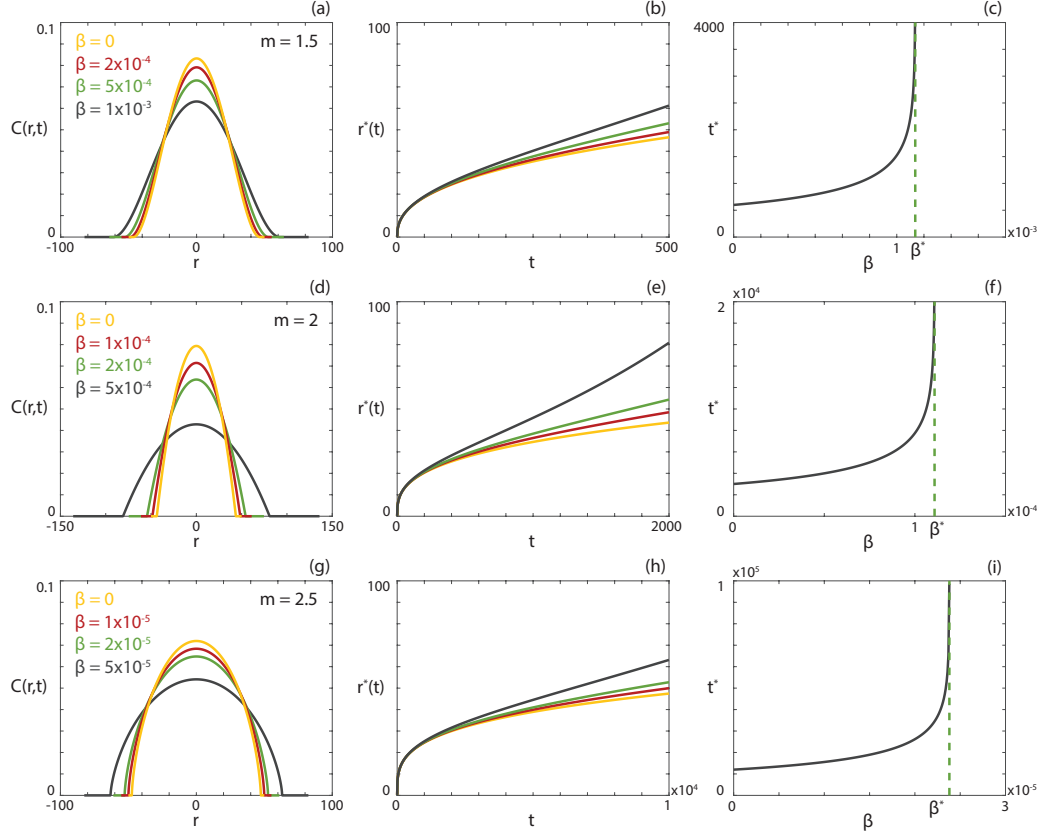 (a)
0.1
β = 0
m = 1.5
β = 2x10⁻⁴
β = 5x10⁻⁴
β = 1x10⁻³
C(r,t)
0
-100
0
100
r
(b)
100
r*(t)
0
0
500
t
(c)
4000
t*
0
0
1
x10⁻³
β
β*
(d)
0.1
β = 0
m = 2
β = 1x10⁻⁴
β = 2x10⁻⁴
β = 5x10⁻⁴
C(r,t)
0
-150
0
150
r
(e)
100
r*(t)
0
0
2000
t
(f)
x10⁴
2
t*
0
0
1
x10⁻⁴
β
β*
(g)
0.1
β = 0
m = 2.5
β = 1x10⁻⁵
β = 2x10⁻⁵
β = 5x10⁻⁵
C(r,t)
0
-100
0
100
r
(h)
100
r*(t)
0
0
1
x10⁴
t
(i)
x10⁵
1
t*
0
0
3
x10⁻⁵
β
β*